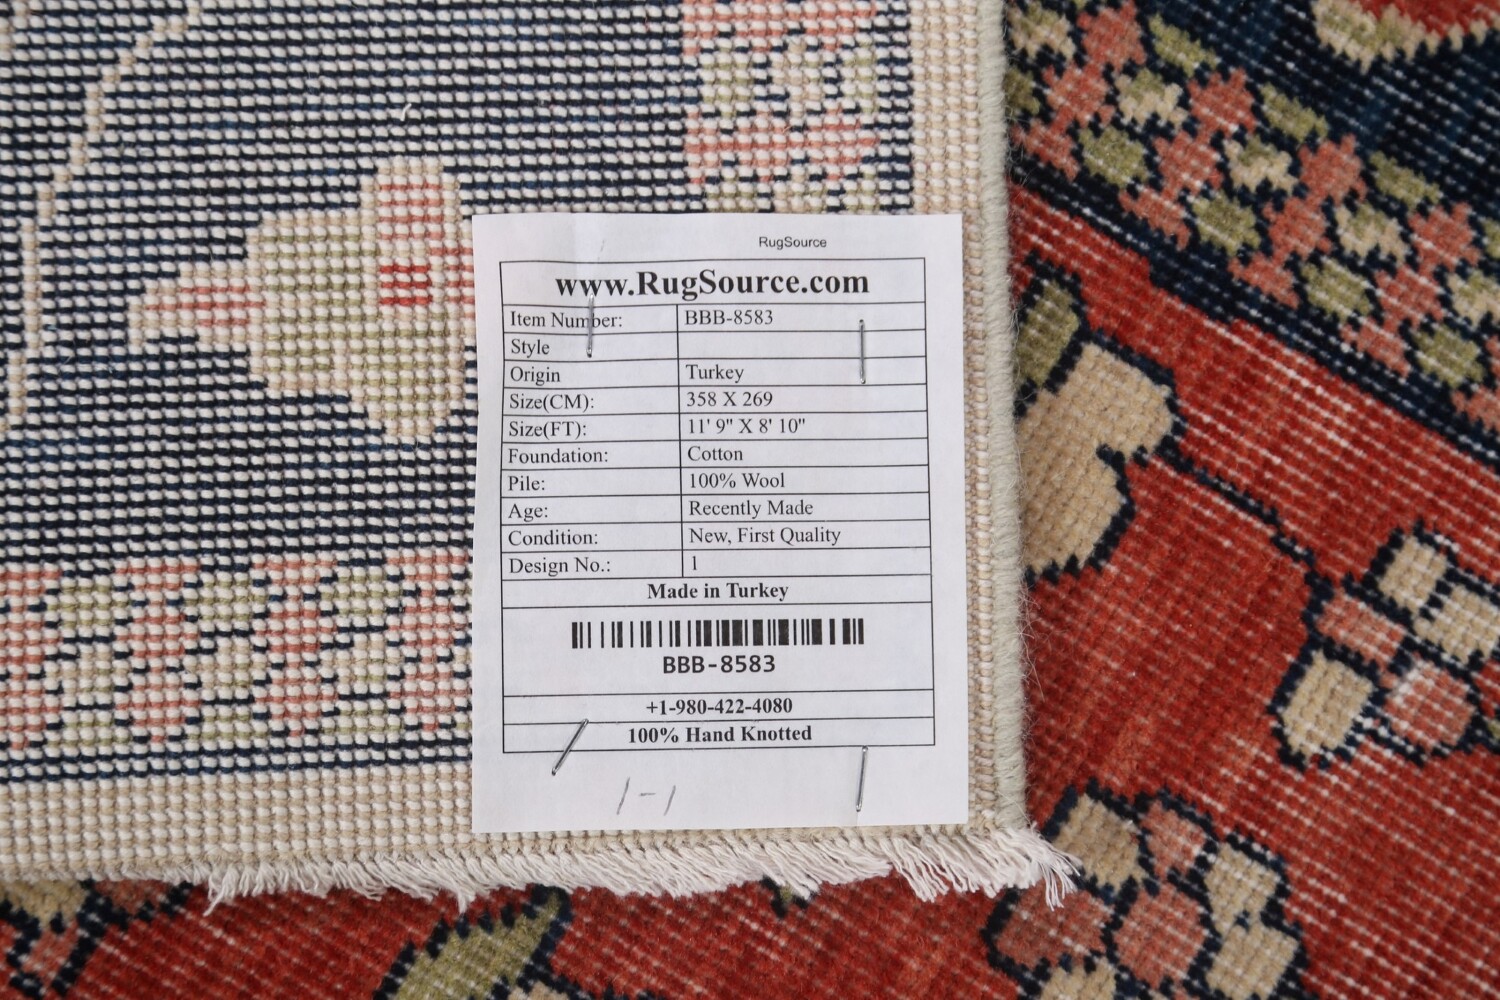 RugSource
www.RugSource.com
Item Number: BBB-8583
Style
Origin Turkey
Size(CM): 358 X 269
Size(FT): 11' 9" X 8' 10"
Foundation: Cotton
Pile: 100% Wool
Age: Recently Made
Condition: New, First Quality
Design No.: 1
Made in Turkey
BBB-8583
+1-980-422-4080
100% Hand Knotted
1-1